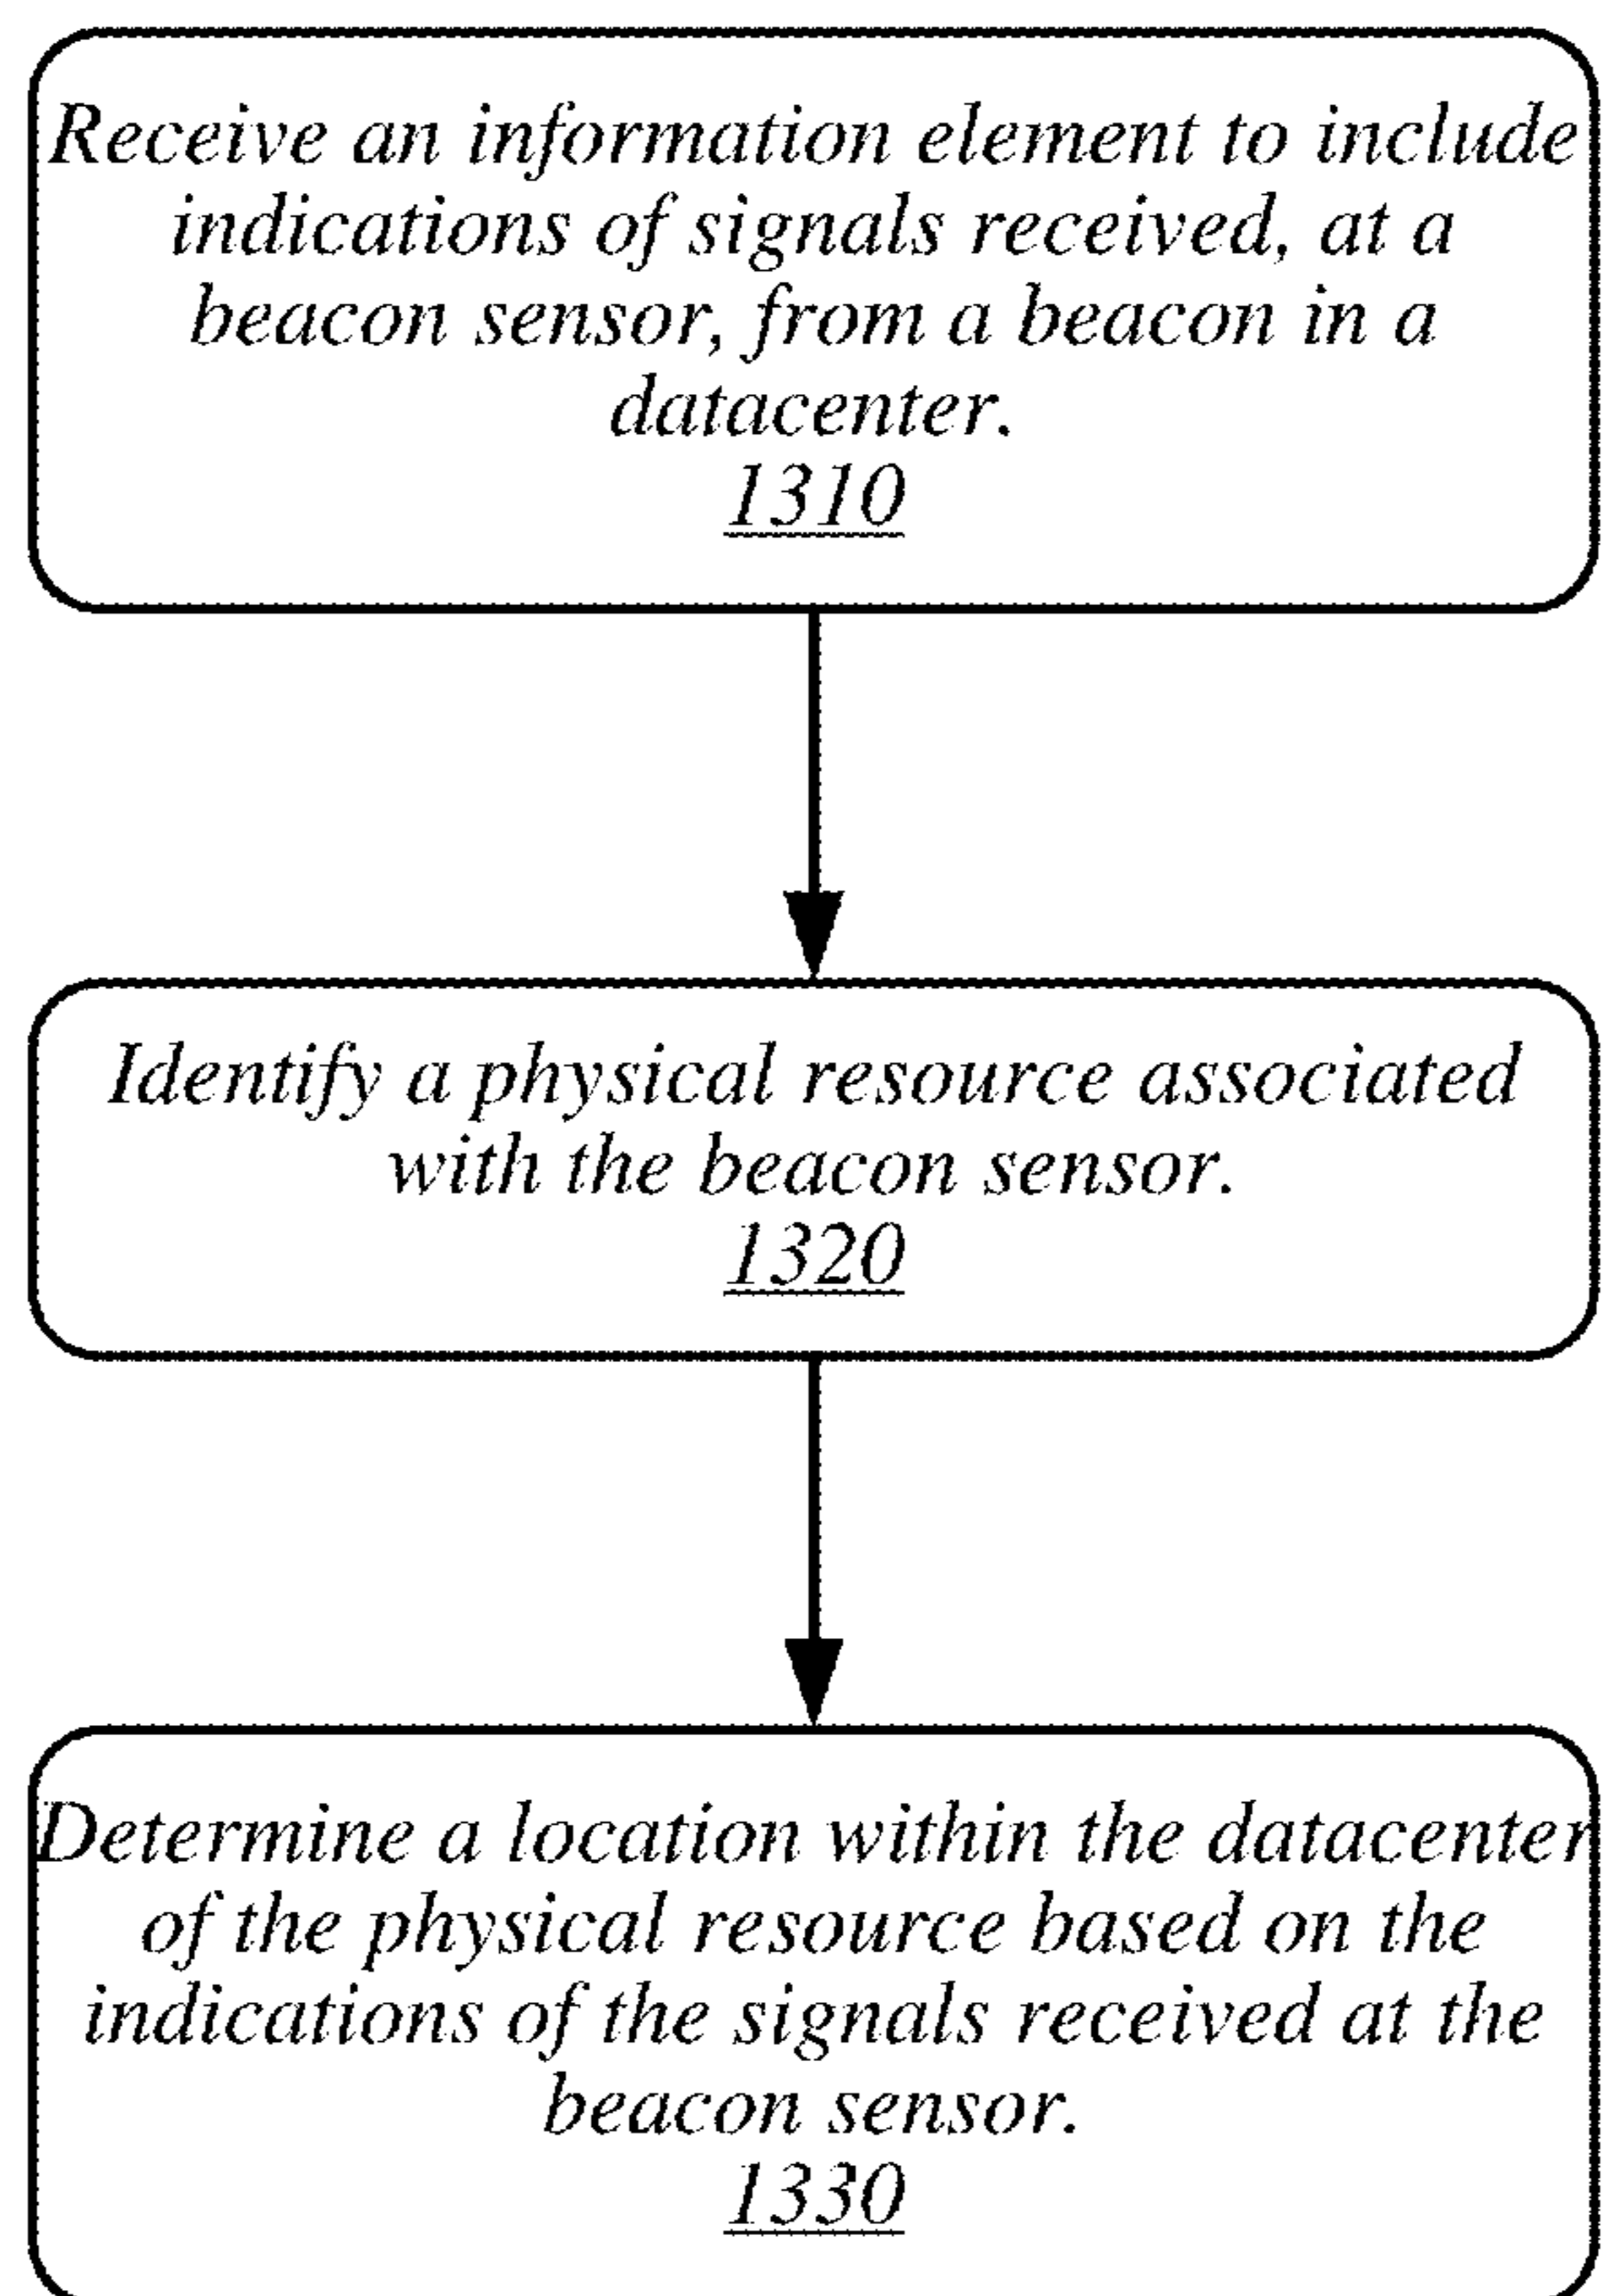 Receive an information element to include
indications of signals received, at a
beacon sensor, from a beacon in a
datacenter.
1310
Identify a physical resource associated
with the beacon sensor.
1320
Determine a location within the datacenter
of the physical resource based on the
indications of the signals received at the
beacon sensor.
1330